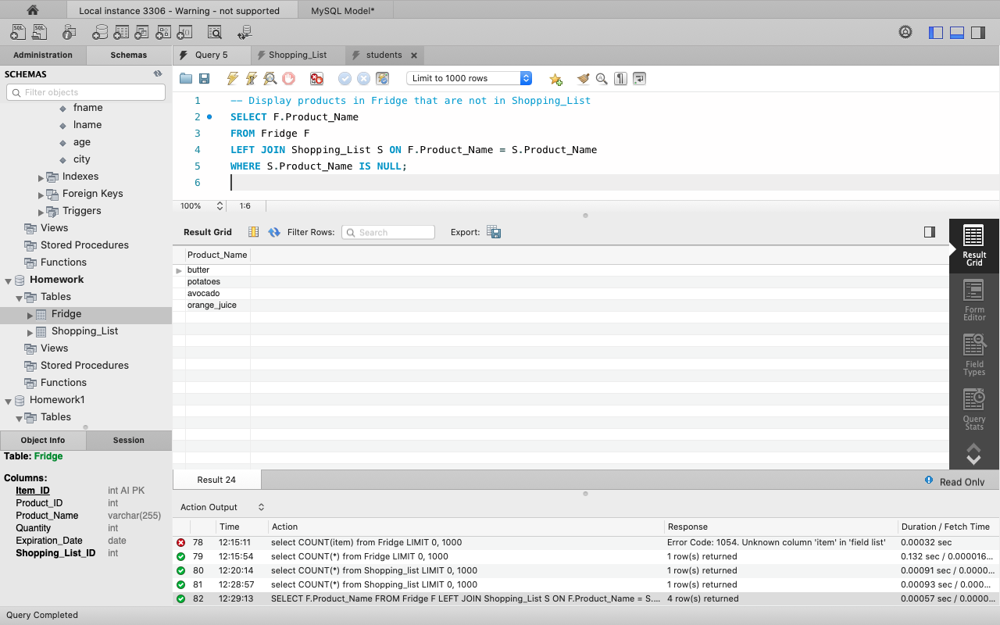 Local instance 3306 - Warning - not supported
MySQL Model*
Administration
Schemas
Query 5
Shopping_List
students
SCHEMAS
Filter objects
Limit to 1000 rows
fname
lname
age
city
Indexes
Foreign Keys
Triggers
Views
Stored Procedures
Functions
Homework
Tables
Fridge
Shopping_List
Views
Stored Procedures
Functions
Homework1
Tables
1 -- Display products in Fridge that are not in Shopping_List
2 SELECT F.Product_Name
3 FROM Fridge F
4 LEFT JOIN Shopping_List S ON F.Product_Name = S.Product_Name
5 WHERE S.Product_Name IS NULL;
6
100%
1:6
Result Grid
Filter Rows:
Search
Export:
Product_Name
butter
potatoes
avocado
orange_juice
Result
Grid
Form
Editor
Field
Types
Query
Stats
Object Info
Session
Table: Fridge
Columns:
Item_ID int AI PK
Product_ID int
Product_Name varchar(255)
Quantity int
Expiration_Date date
Shopping_List_ID int
Result 24
Read Only
Action Output
Time Action Response Duration / Fetch Time
78 12:15:11 select COUNT(item) from Fridge LIMIT 0, 1000 Error Code: 1054. Unknown column 'item' in 'field list' 0.00032 sec
79 12:15:54 select COUNT(*) from Fridge LIMIT 0, 1000 1 row(s) returned 0.132 sec / 0.000016...
80 12:20:14 select COUNT(*) from Shopping_list LIMIT 0, 1000 1 row(s) returned 0.00091 sec / 0.0000...
81 12:28:57 select COUNT(*) from Shopping_list LIMIT 0, 1000 1 row(s) returned 0.00093 sec / 0.000...
82 12:29:13 SELECT F.Product_Name FROM Fridge F LEFT JOIN Shopping_List S ON F.Product_Name = S.... 4 row(s) returned 0.00057 sec / 0.0000...
Query Completed